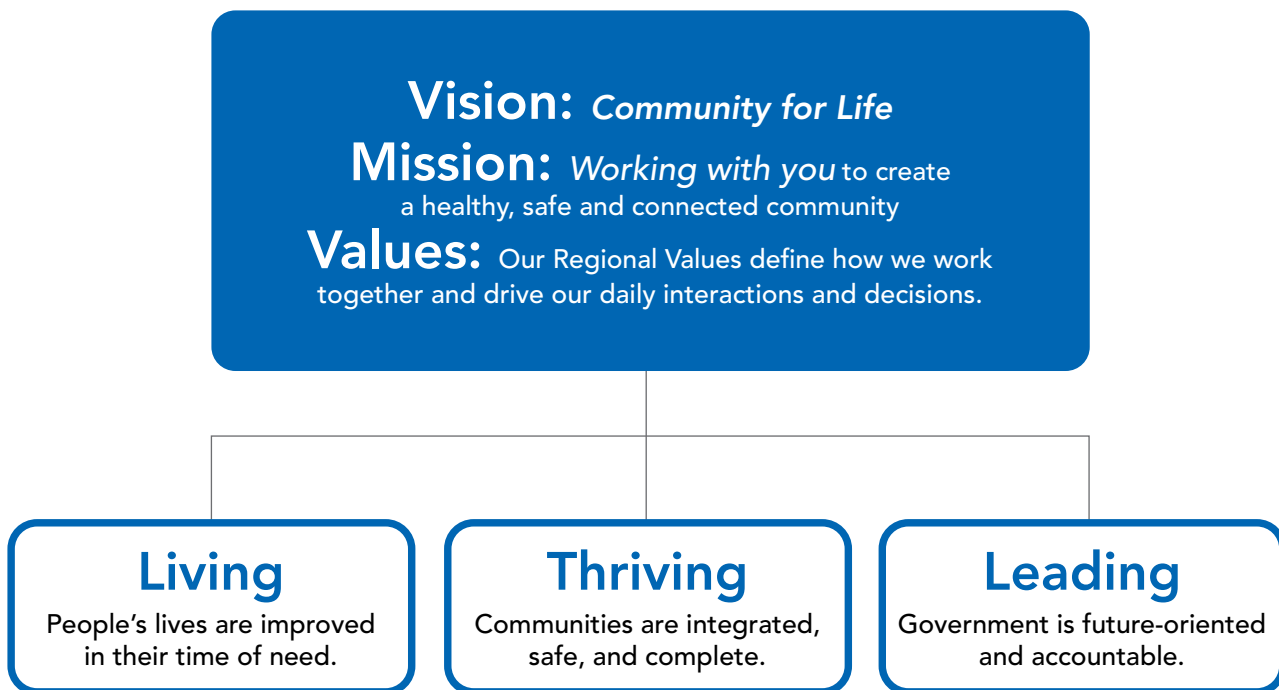 Vision: Community for Life
Mission: Working with you to create
a healthy, safe and connected community
Values: Our Regional Values define how we work
together and drive our daily interactions and decisions.
Living
People’s lives are improved
in their time of need.
Thriving
Communities are integrated,
safe, and complete.
Leading
Government is future-oriented
and accountable.